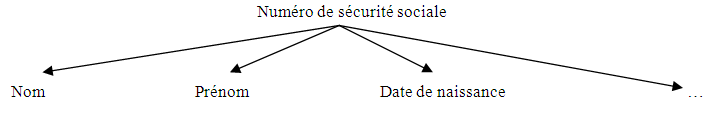 Numéro de sécurité sociale
Nom Prénom Date de naissance …